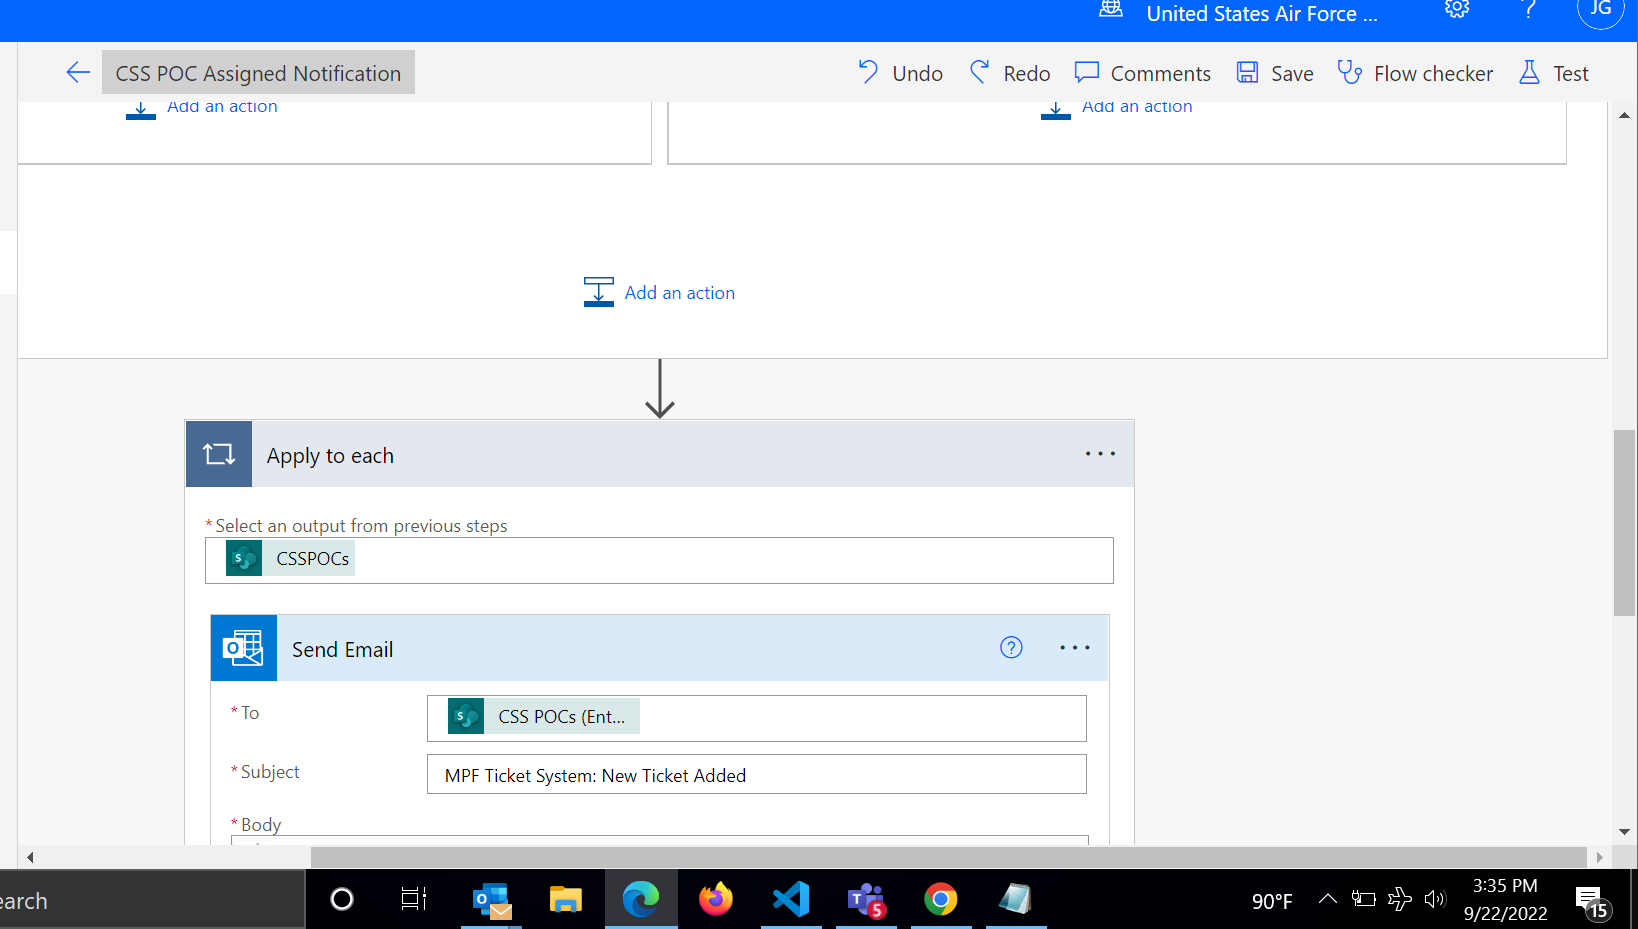 United States Air Force ...
JG
CSS POC Assigned Notification
Undo
Redo
Comments
Save
Flow checker
Test
Add an action
Add an action
Add an action
Apply to each
* Select an output from previous steps
CSSPOCs
Send Email
* To
CSS POCs (Ent...
* Subject
MPF Ticket System: New Ticket Added
* Body
earch
5
90°F
3:35 PM
9/22/2022
15